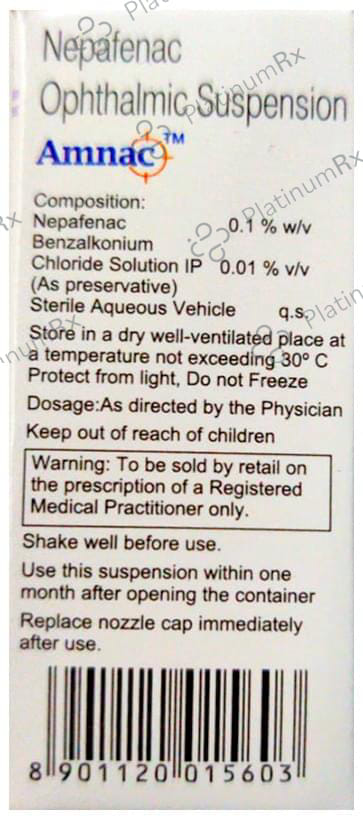 Nepafenac
Ophthalmic Suspension
Amnac™
Composition:
Nepafenac 0.1 % w/v
Benzalkonium
Chloride Solution IP 0.01 % v/v
(As preservative)
Sterile Aqueous Vehicle q.s.
Store in a dry well-ventilated place at
a temperature not exceeding 30º C
Protect from light, Do not Freeze
Dosage:As directed by the Physician
Keep out of reach of children
Warning: To be sold by retail on
the prescription of a Registered
Medical Practitioner only.
Shake well before use.
Use this suspension within one
month after opening the container
Replace nozzle cap immediately
after use.
8 901120 015603
PlatinumRx
PlatinumRx
PlatinumRx